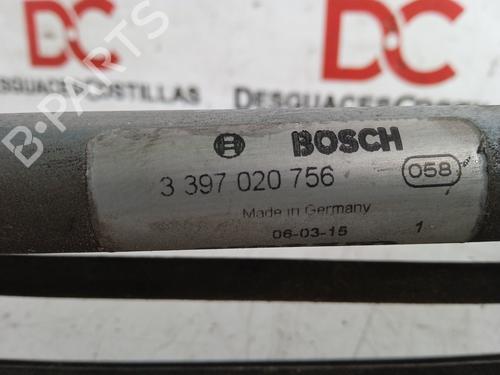 DC
DC
DESGUACES COSTILLAS
DESGUACES COSTILLAS
B-PARTS
BOSCH
3 397 020 756
058
Made in Germany
06-03-15 1